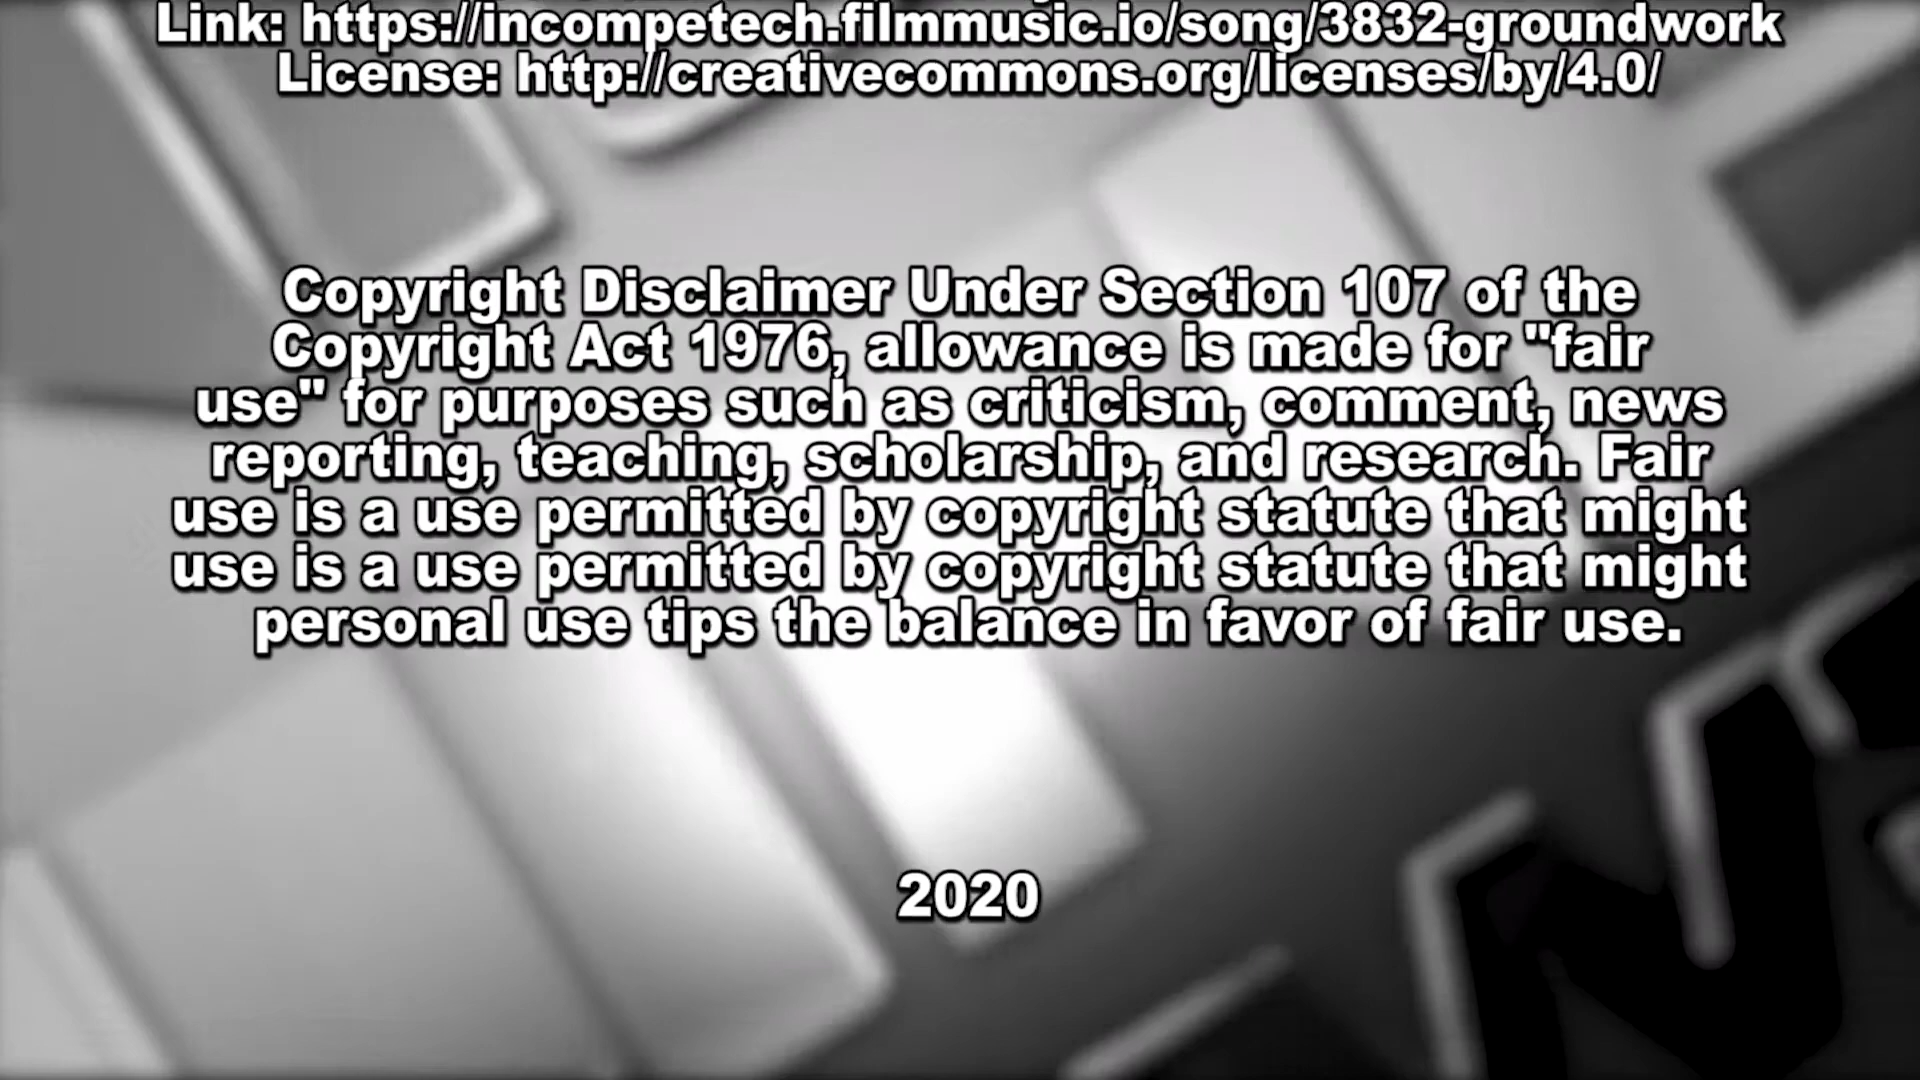 Link: https://incompetech.filmmusic.io/song/3832-groundwork
License: http://creativecommons.org/licenses/by/4.0/
Copyright Disclaimer Under Section 107 of the
Copyright Act 1976, allowance is made for "fair
use" for purposes such as criticism, comment, news
reporting, teaching, scholarship, and research. Fair
use is a use permitted by copyright statute that might
use is a use permitted by copyright statute that might
personal use tips the balance in favor of fair use.
2020